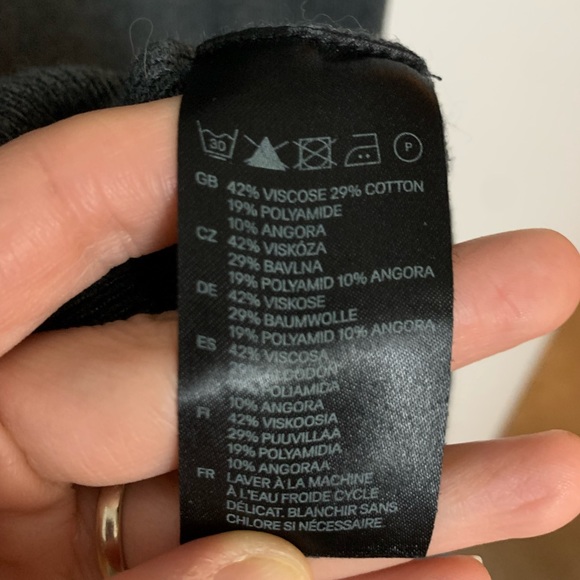 30 P
GB 42% VISCOSE 29% COTTON
19% POLYAMIDE
10% ANGORA
CZ 42% VISKÓZA
29% BAVLNA
19% POLYAMID 10% ANGORA
DE 42% VISKOSE
29% BAUMWOLLE
19% POLYAMID 10% ANGORA
ES 42% VISCOSA
POLIAMIDA
10% ANGORA
FI 42% VISKOOSIA
29% PUUVILLAA
19% POLYAMIDIA
10% ANGORAA
FR LAVER À LA MACHINE
À L'EAU FROIDE CYCLE
DÉLICAT. BLANCHIR SANS
CHLORE SI NÉCESSAIRE.